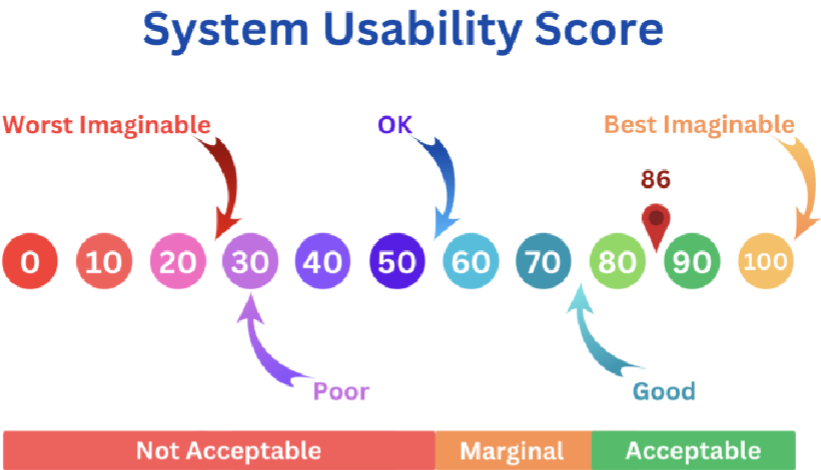 System Usability Score
Worst Imaginable
OK
Best Imaginable
86
0 10 20 30 40 50 60 70 80 90 100
Poor
Good
Not Acceptable Marginal Acceptable